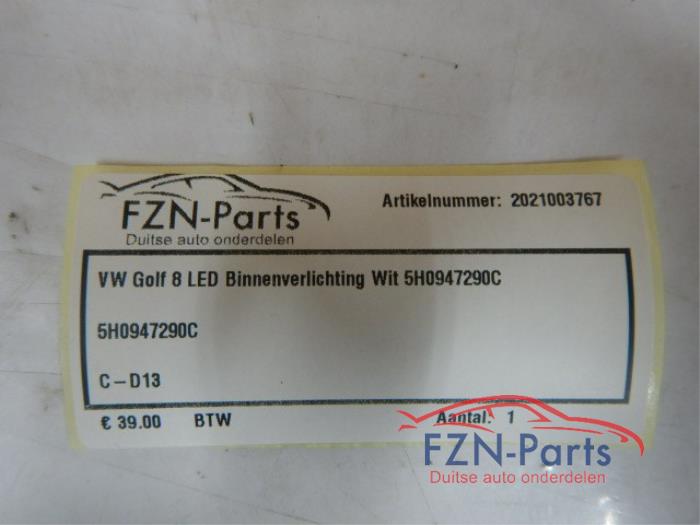 FZN-Parts
Duitse auto onderdelen
Artikelnummer: 2021003767
VW Golf 8 LED Binnenverlichting Wit 5H0947290C
5H0947290C
C-D13
€ 39.00 BTW Aantal: 1
FZN-Parts
Duitse auto onderdelen